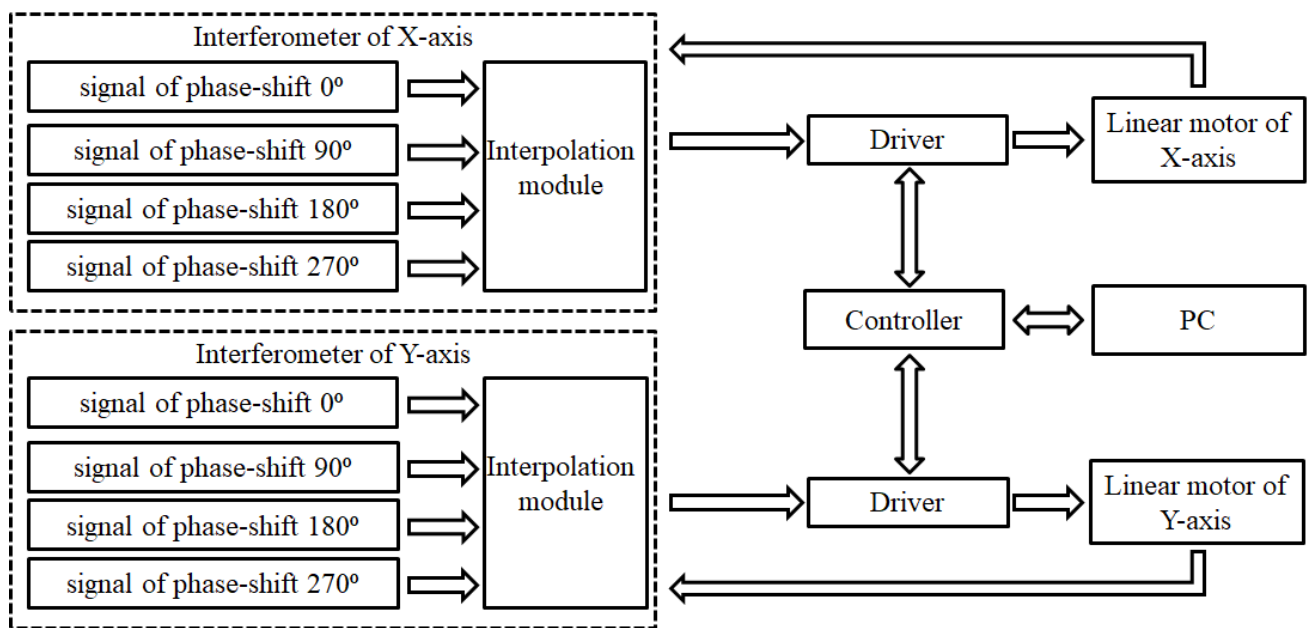 Interferometer of X-axis
signal of phase-shift 0º
signal of phase-shift 90º
signal of phase-shift 180º
signal of phase-shift 270º
Interpolation
module
Driver
Linear motor of
X-axis
Controller
PC
Interferometer of Y-axis
signal of phase-shift 0º
signal of phase-shift 90º
signal of phase-shift 180º
signal of phase-shift 270º
Interpolation
module
Driver
Linear motor of
Y-axis